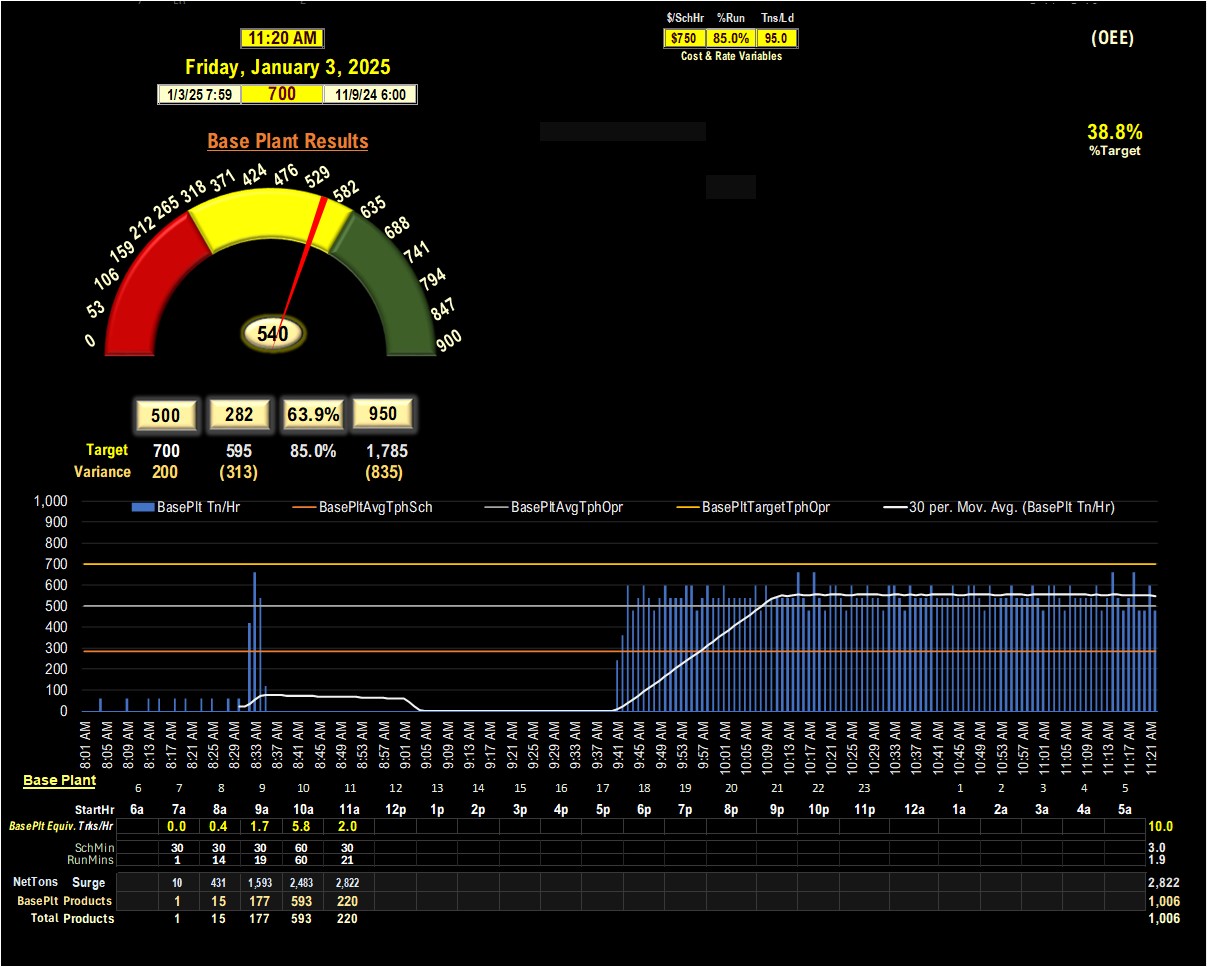 $/SchHr %Run Tns/Ld
11:20 AM $750 85.0% 95.0 (OEE)
Cost & Rate Variables
Friday, January 3, 2025
1/3/25 7:59 700 11/9/24 6:00
38.8%
Base Plant Results %Target
0 53 106 159 212 265 318 371 424 476 529 582 635 688 741 794 847 900
540
500 282 63.9% 950
Target 700 595 85.0% 1,785
Variance 200 (313) (835)
BasePlt Tn/Hr BasePltAvgTphSch BasePltAvgTphOpr BasePltTargetTphOpr 30 per. Mov. Avg. (BasePlt Tn/Hr)
1,000
900
800
700
600
500
400
300
200
100
0
8:01 AM 8:05 AM 8:09 AM 8:13 AM 8:17 AM 8:21 AM 8:25 AM 8:29 AM 8:33 AM 8:37 AM 8:41 AM 8:45 AM 8:49 AM 8:53 AM 8:57 AM 9:01 AM 9:05 AM 9:09 AM 9:13 AM 9:17 AM 9:21 AM 9:25 AM 9:29 AM 9:33 AM 9:37 AM 9:41 AM 9:45 AM 9:49 AM 9:53 AM 9:57 AM 10:01 AM 10:05 AM 10:09 AM 10:13 AM 10:17 AM 10:21 AM 10:25 AM 10:29 AM 10:33 AM 10:37 AM 10:41 AM 10:45 AM 10:49 AM 10:53 AM 10:57 AM 11:01 AM 11:05 AM 11:09 AM 11:13 AM 11:17 AM 11:21 AM
Base Plant
6 7 8 9 10 11 12 13 14 15 16 17 18 19 20 21 22 23 1 2 3 4 5
StartHr 6a 7a 8a 9a 10a 11a 12p 1p 2p 3p 4p 5p 6p 7p 8p 9p 10p 11p 12a 1a 2a 3a 4a 5a
BasePlt Equiv. Trks/Hr 0.0 0.4 1.7 5.8 2.0 10.0
SchMin 30 30 30 60 30 3.0
RunMins 1 14 19 60 21 1.9
NetTons Surge 10 431 1,593 2,483 2,822 2,822
BasePlt Products 1 15 177 593 220 1,006
Total Products 1 15 177 593 220 1,006